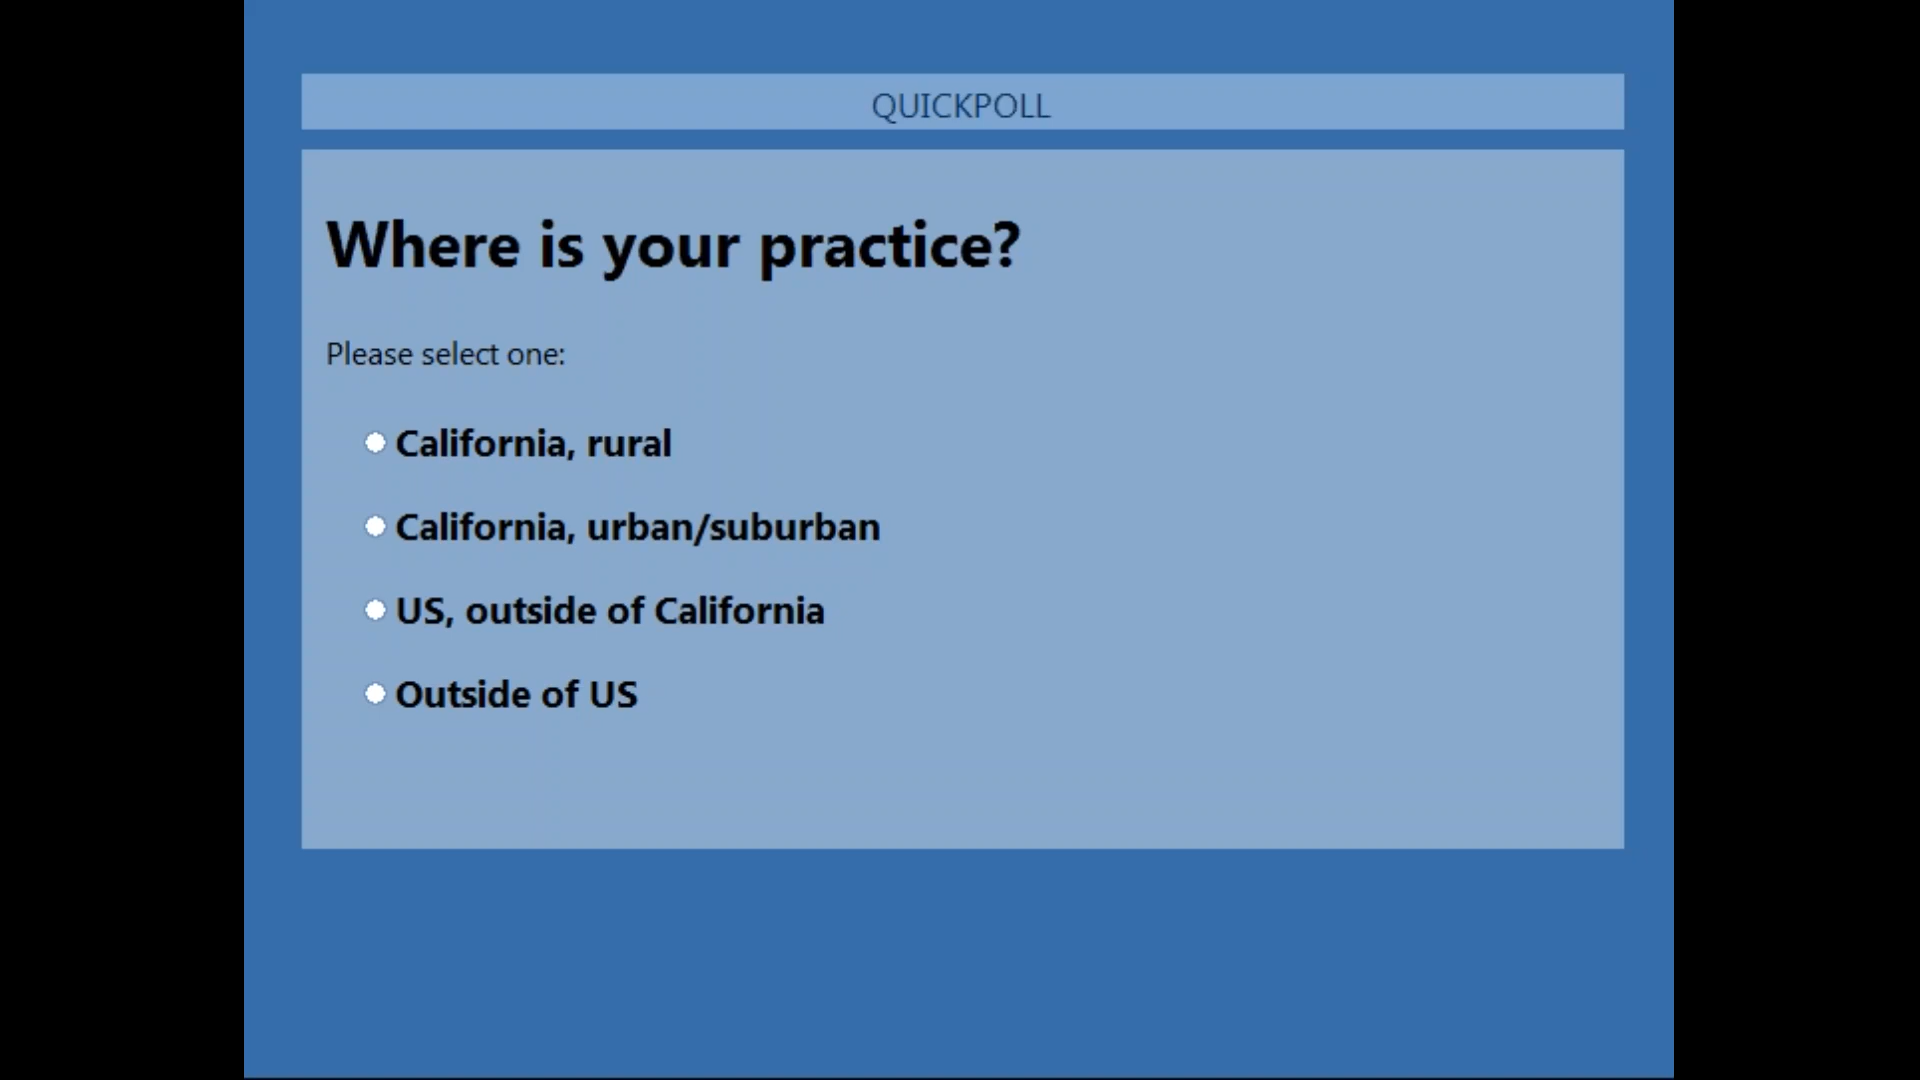 QUICKPOLL
Where is your practice?
Please select one:
California, rural
California, urban/suburban
US, outside of California
Outside of US